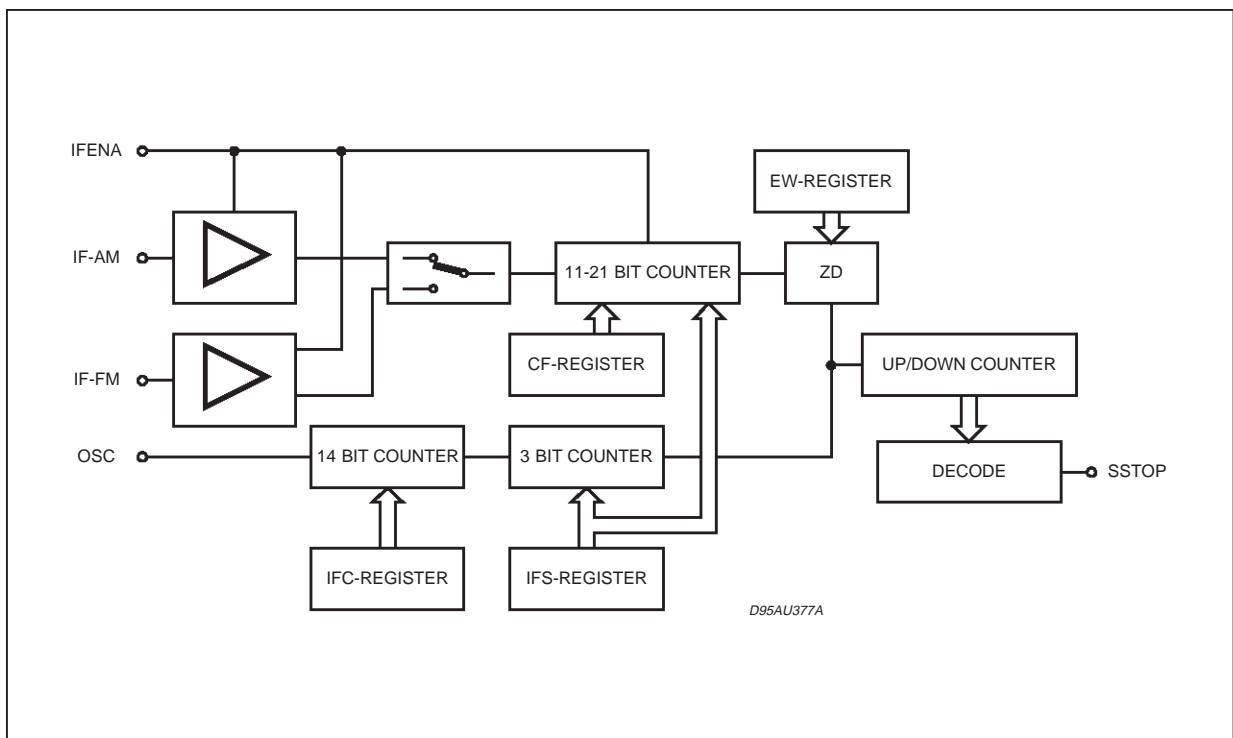 IFENA
EW-REGISTER
IF-AM
11-21 BIT COUNTER
ZD
CF-REGISTER
UP/DOWN COUNTER
IF-FM
OSC
14 BIT COUNTER
3 BIT COUNTER
DECODE
SSTOP
IFC-REGISTER
IFS-REGISTER
D95AU377A